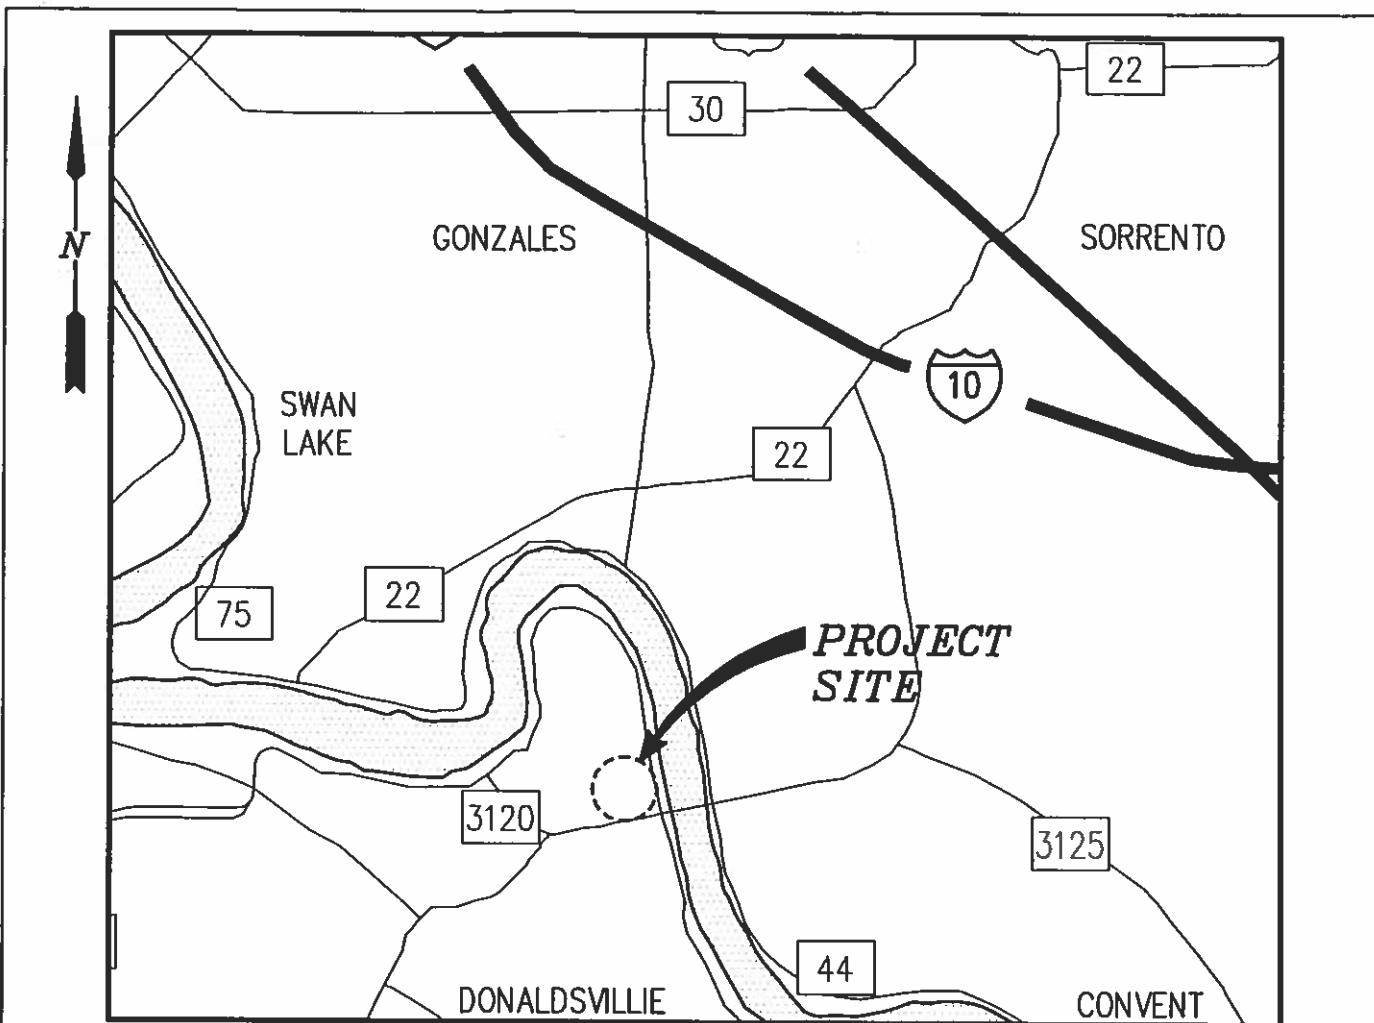 22
30
GONZALES
SORRENTO
N
10
SWAN
LAKE
22
22
75
PROJECT
SITE
3120
3125
44
DONALDSVILLIE
CONVENT